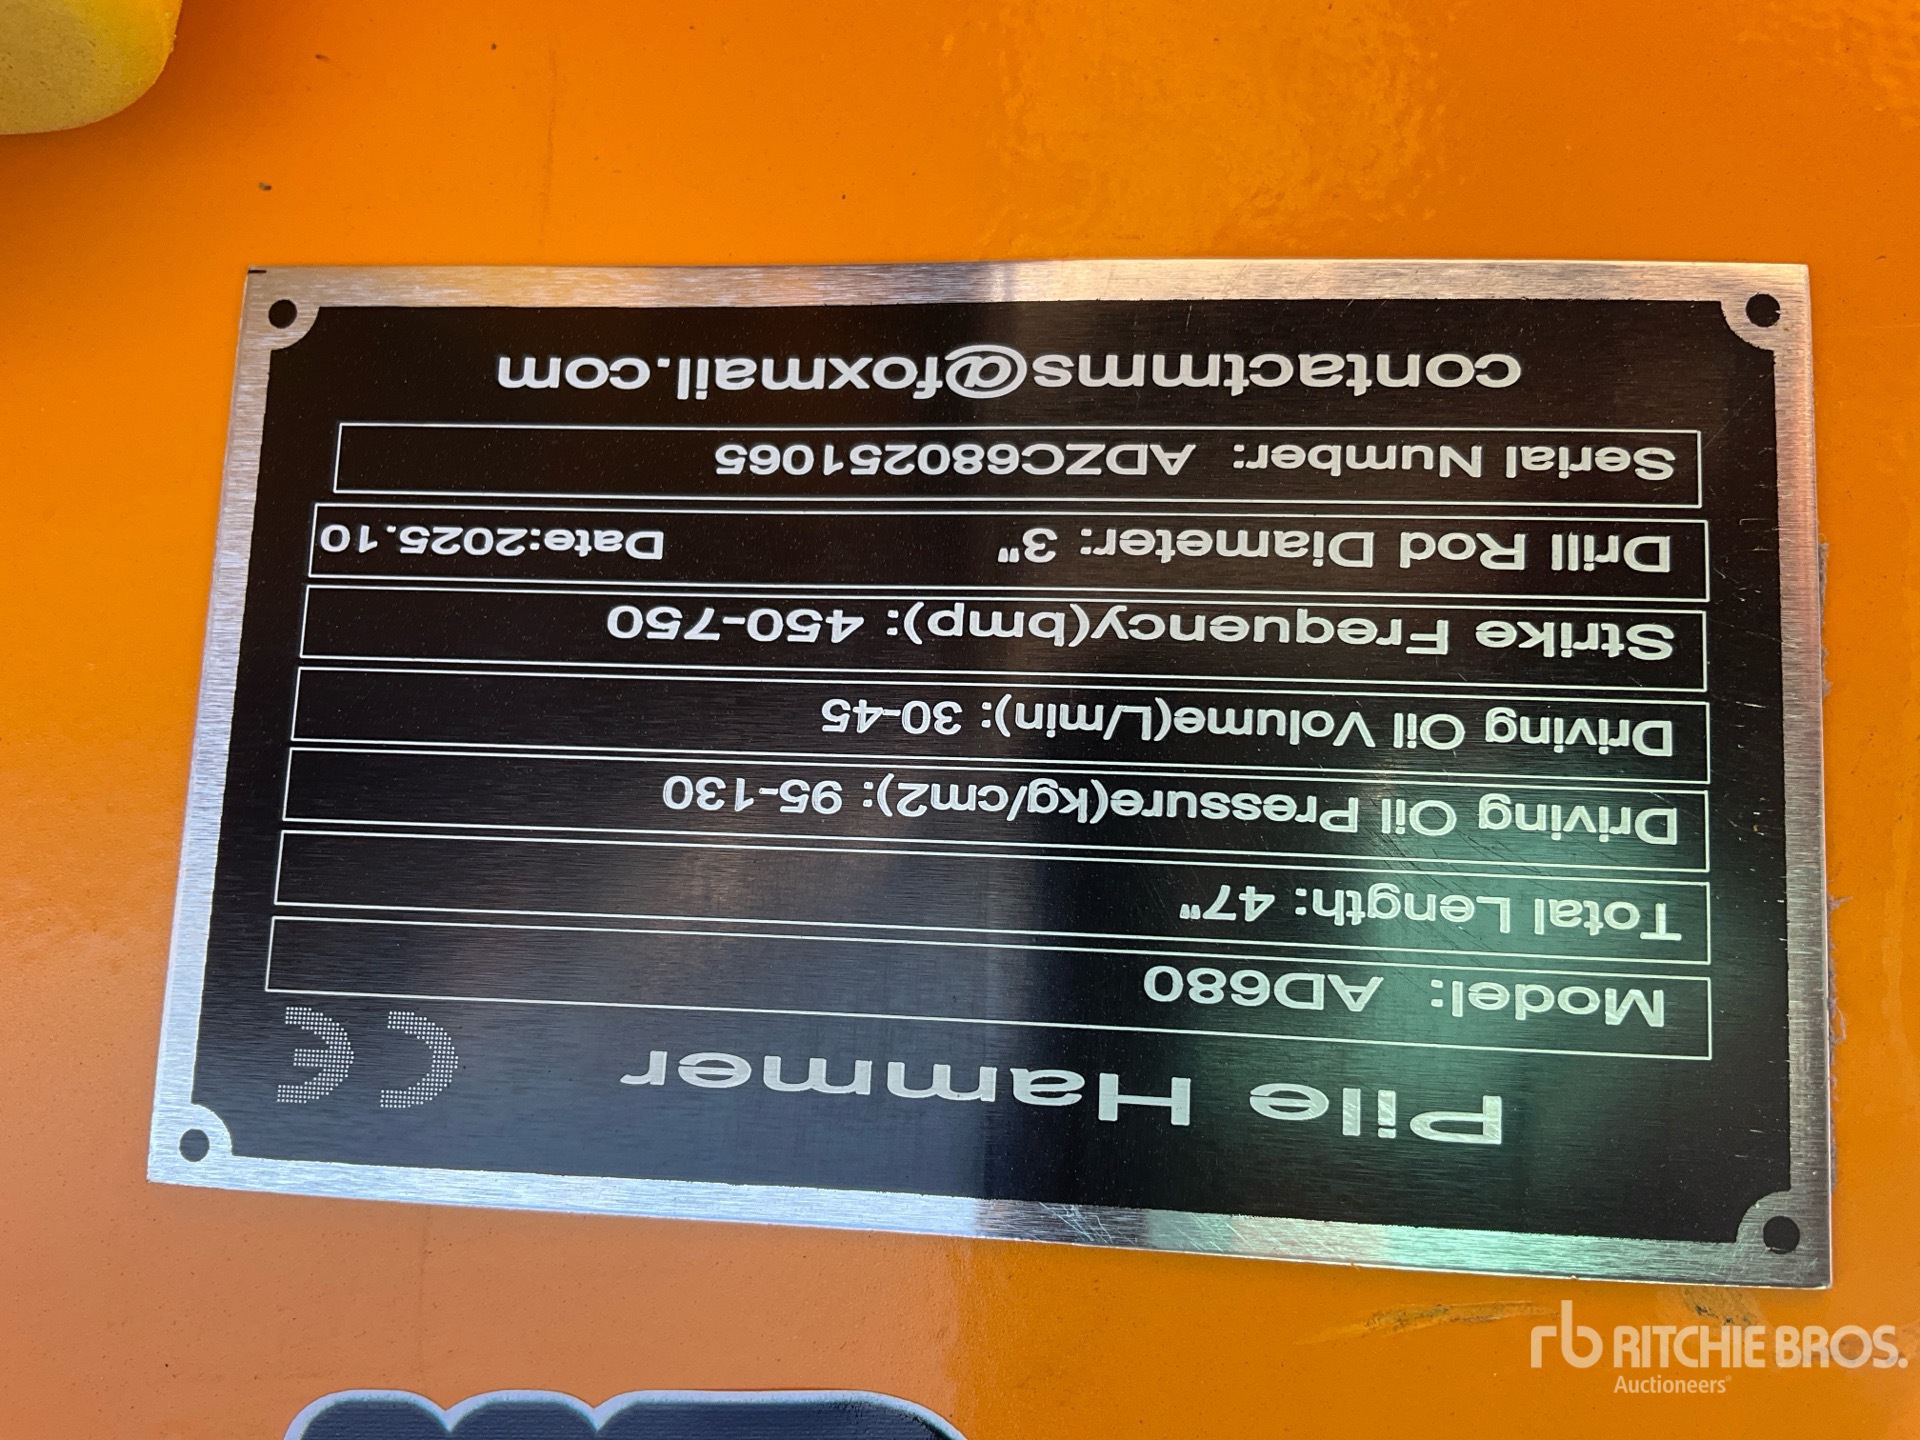 Pile Hammer CE
Model: AD680
Total Length: 47"
Driving Oil Pressure(kg/cm2): 95-130
Driving Oil Volume(L/min): 30-45
Strike Frequency(bmp): 450-750
Drill Rod Diameter: 3" Date:2025.10
Serial Number: ADZC680251065
contactmms@foxmail.com
rb RITCHIE BROS.
Auctioneers